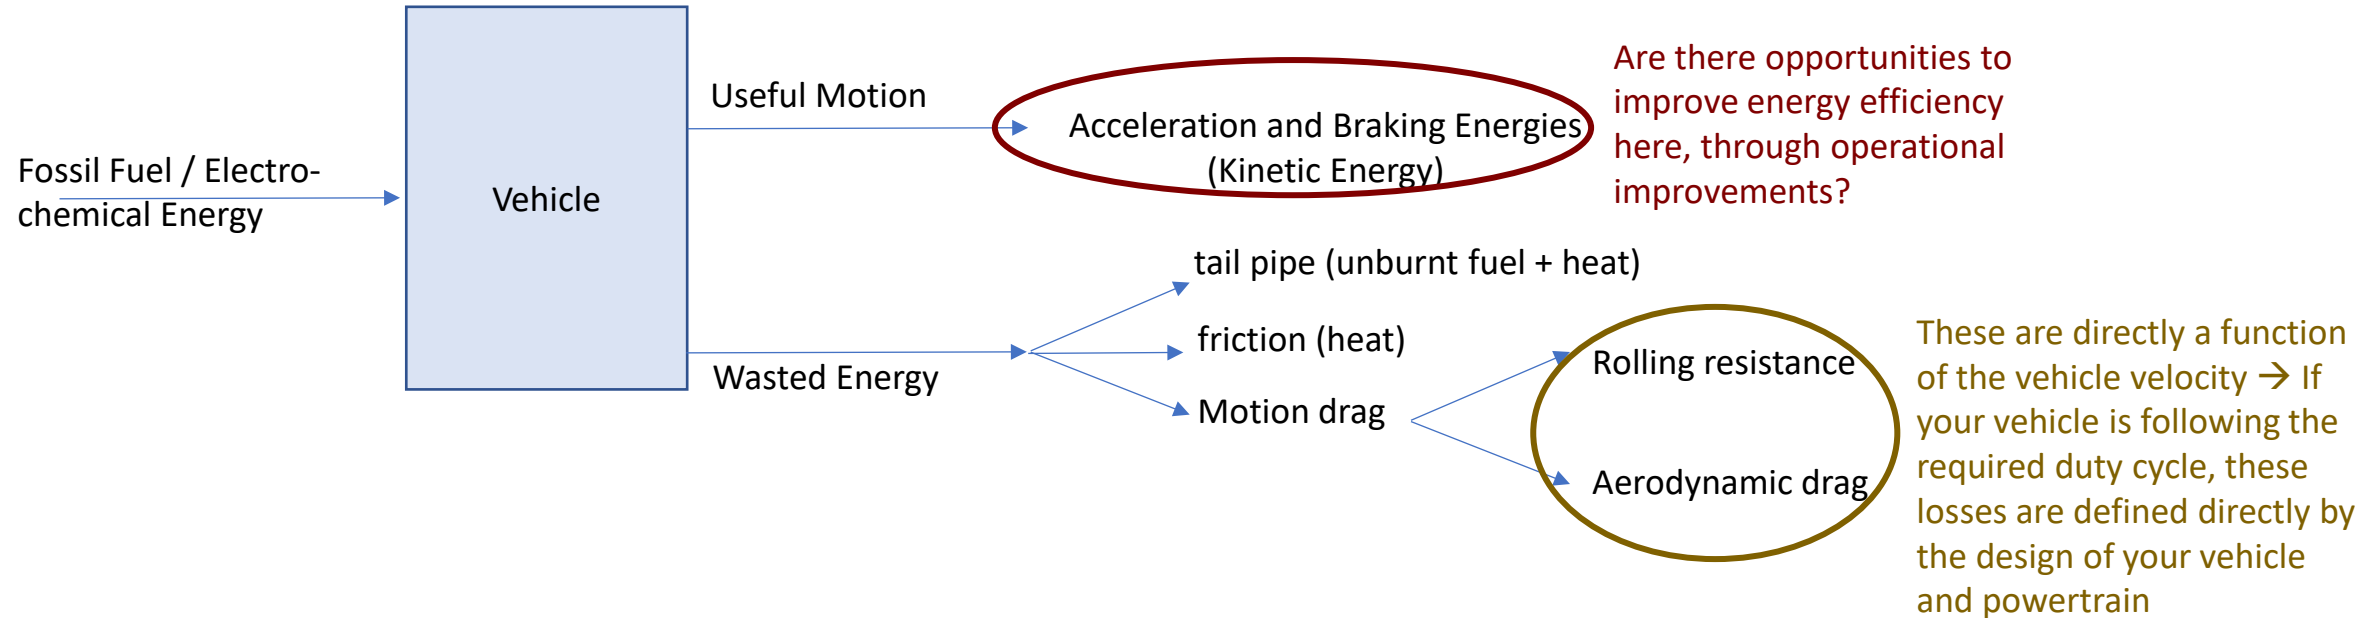 Fossil Fuel / Electro-
chemical Energy
Vehicle
Useful Motion
Acceleration and Braking Energies
(Kinetic Energy)
Are there opportunities to
improve energy efficiency
here, through operational
improvements?
Wasted Energy
tail pipe (unburnt fuel + heat)
friction (heat)
Motion drag
Rolling resistance
Aerodynamic drag
These are directly a function
of the vehicle velocity → If
your vehicle is following the
required duty cycle, these
losses are defined directly by
the design of your vehicle
and powertrain